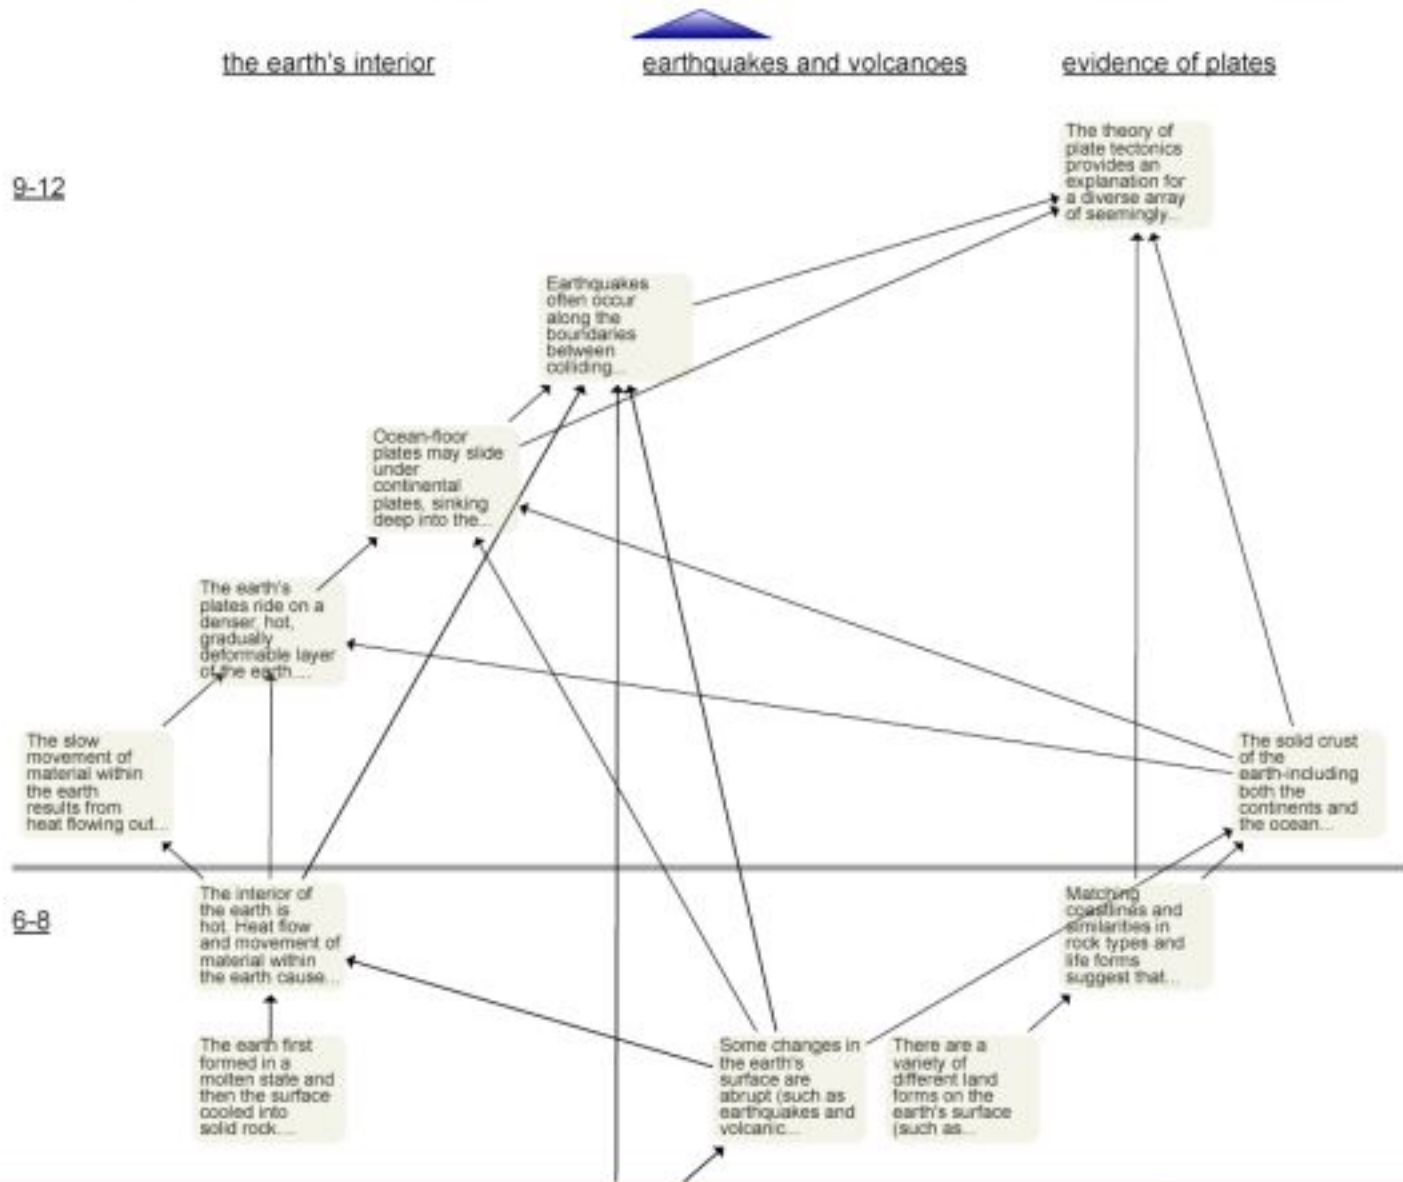 the earth's interior
earthquakes and volcanoes
evidence of plates
9-12
The theory of
plate tectonics
provides an
explanation for
a diverse array
of seemingly...
Earthquakes
often occur
along the
boundaries
between
colliding...
Ocean-floor
plates may slide
under
continental
plates, sinking
deep into the...
The earth's
plates ride on a
denser, hot,
gradually
deformable layer
of the earth....
The slow
movement of
material within
the earth
results from
heat flowing out...
The solid crust
of the
earth-including
both the
continents and
the ocean...
6-8
The interior of
the earth is
hot. Heat flow
and movement of
material within
the earth cause...
Matching
coastlines and
similarities in
rock types and
life forms
suggest that...
The earth first
formed in a
molten state and
then the surface
cooled into
solid rock....
Some changes in
the earth's
surface are
abrupt (such as
earthquakes and
volcanic...
There are a
variety of
different land
forms on the
earth's surface
(such as...